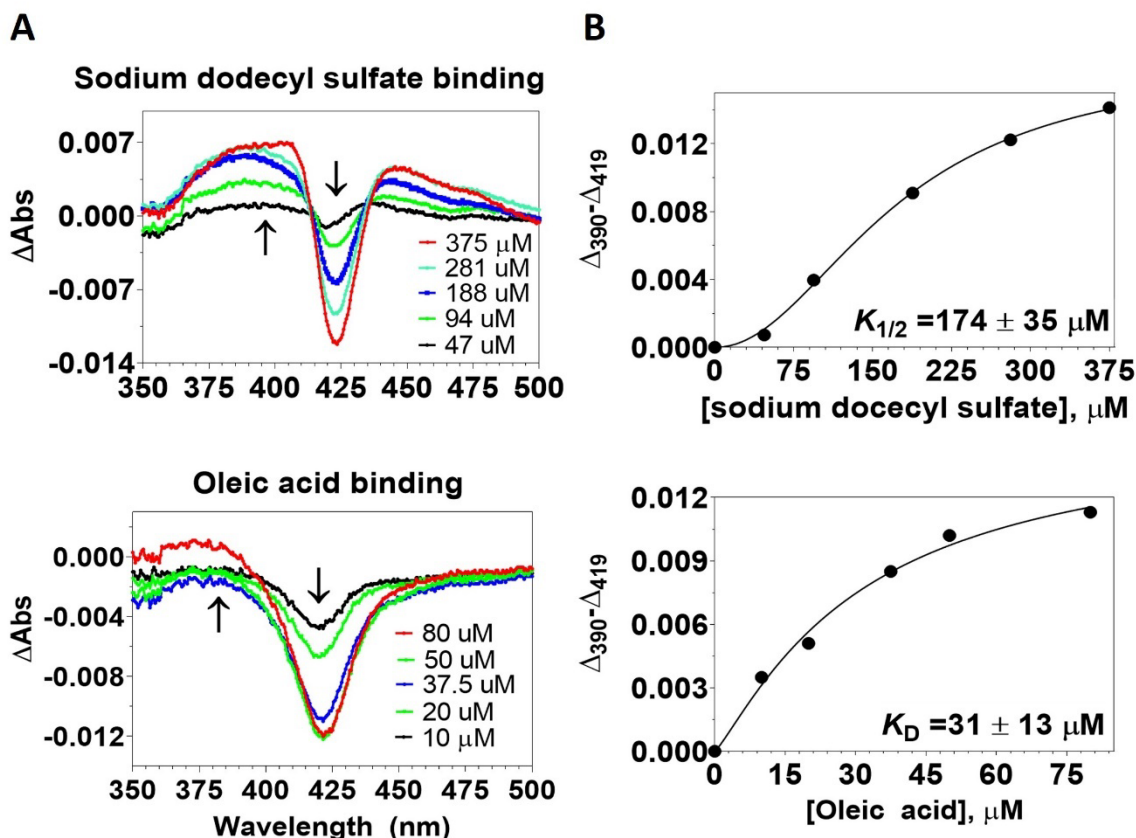 A
B
Sodium dodecyl sulfate binding
ΔAbs
0.007
0.000
-0.007
-0.014
350 375 400 425 450 475 500
↓
↑
375 μM
281 uM
188 uM
94 uM
47 uM
Δ390-Δ419
0.012
0.008
0.004
0.000
K1/2 =174 ± 35 μM
0 75 150 225 300 375
[sodium docecyl sulfate], μM
Oleic acid binding
ΔAbs
0.000
-0.004
-0.008
-0.012
↓
↑
80 uM
50 uM
37.5 uM
20 uM
10 μM
350 375 400 425 450 475 500
Wavelength (nm)
Δ390-Δ419
0.012
0.009
0.006
0.003
0.000
KD =31 ± 13 μM
0 15 30 45 60 75
[Oleic acid], μM